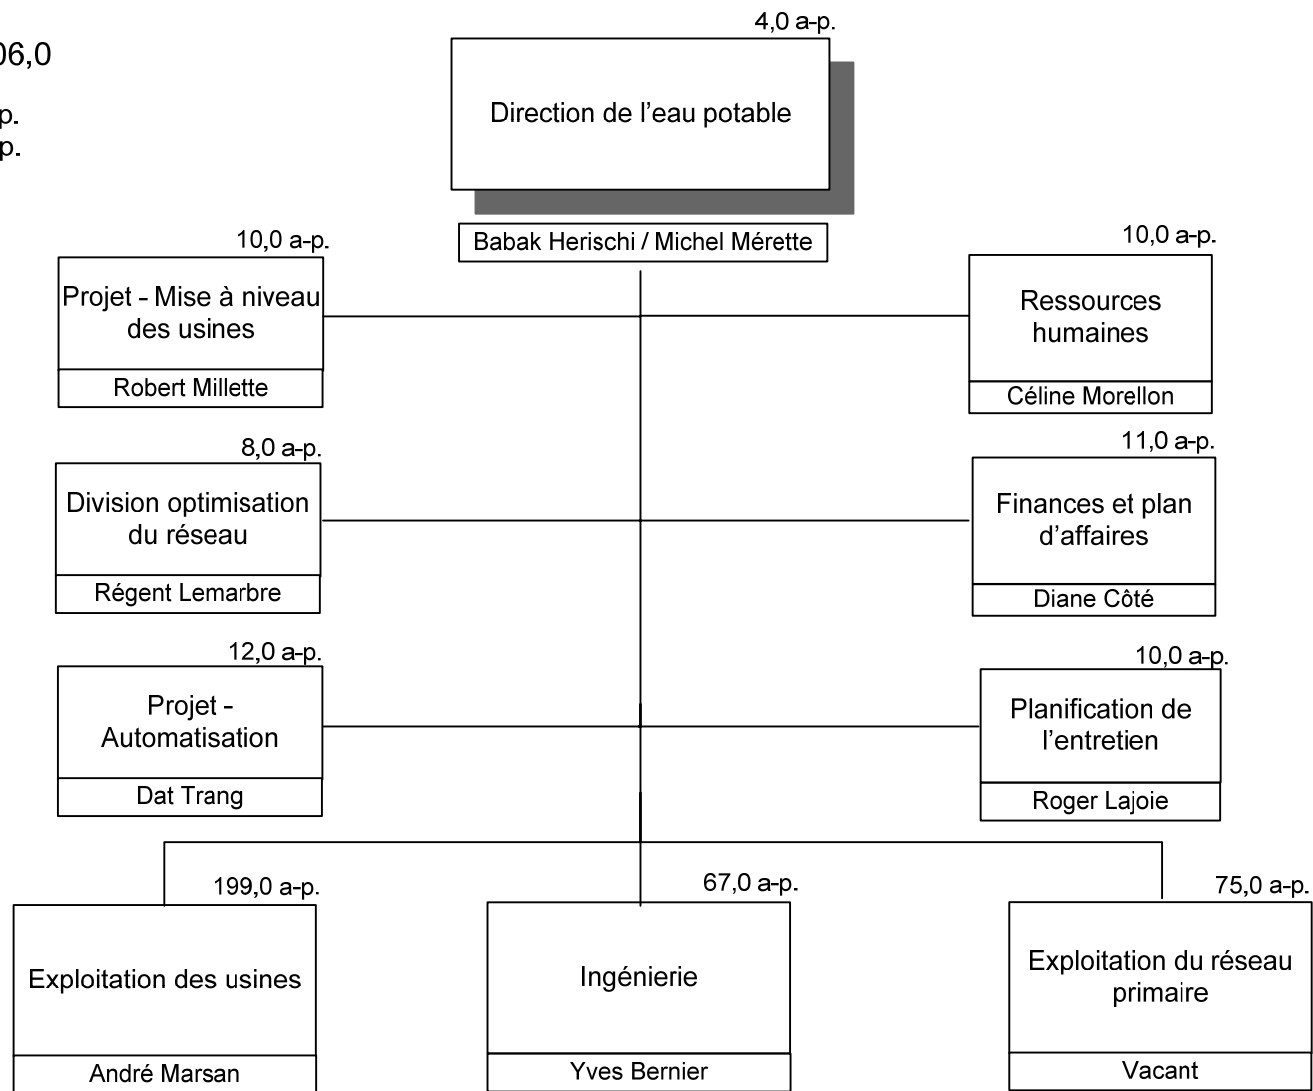 4,0 a-p.
06,0
p.
p.
Direction de l’eau potable
Babak Herischi / Michel Mérette
10,0 a-p.
Projet - Mise à niveau
des usines
Robert Millette
10,0 a-p.
Ressources
humaines
Céline Morellon
8,0 a-p.
Division optimisation
du réseau
Régent Lemarbre
11,0 a-p.
Finances et plan
d’affaires
Diane Côté
12,0 a-p.
Projet -
Automatisation
Dat Trang
10,0 a-p.
Planification de
l’entretien
Roger Lajoie
199,0 a-p.
Exploitation des usines
André Marsan
67,0 a-p.
Ingénierie
Yves Bernier
75,0 a-p.
Exploitation du réseau
primaire
Vacant